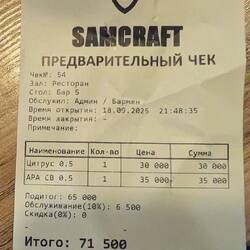 SAMCRAFT
ПРЕДВАРИТЕЛЬНЫЙ ЧЕК
Чек№: 54
Зал: Ресторан
Стол: Бар 5
Обслужил: Админ / Бармен
Время открытия: 18.09.2025 21:48:35
Время закрытия: -
Примечание:
Наименование Кол-во Цена Сумма
Цитрус 0.5 1 30 000 30 000
APA CB 0.5 1 35 000 35 000
Подитог: 65 000
Обслуживание(10%): 6 500
Скидка(0%): 0
Итого: 71 500